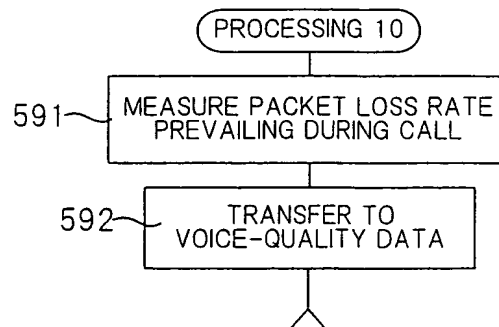 PROCESSING 10
591
MEASURE PACKET LOSS RATE
PREVAILING DURING CALL
592
TRANSFER TO
VOICE-QUALITY DATA